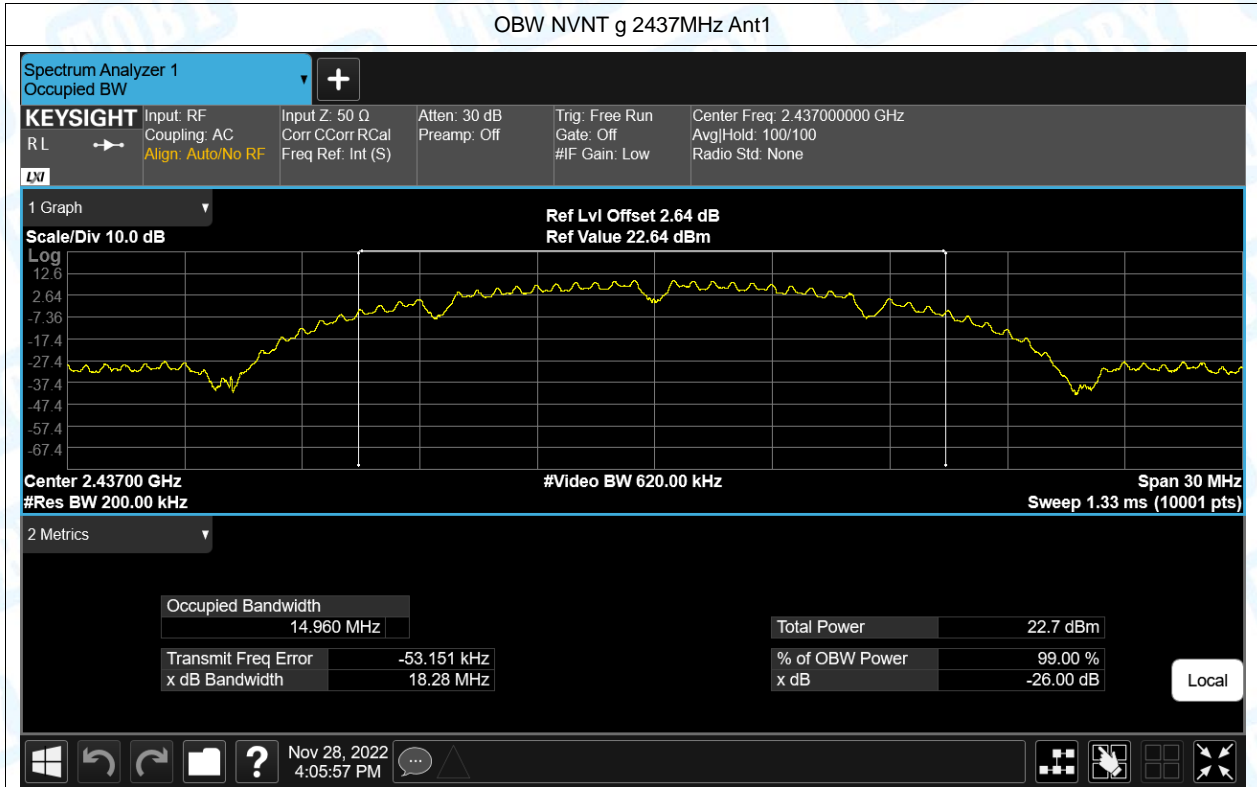 OBW NVNT g 2437MHz Ant1
Spectrum Analyzer 1
Occupied BW
KEYSIGHT
R L
LXI
Input: RF
Coupling: AC
Align: Auto/No RF
Input Z: 50 Ω
Corr CCorr RCal
Freq Ref: Int (S)
Atten: 30 dB
Preamp: Off
Trig: Free Run
Gate: Off
#IF Gain: Low
Center Freq: 2.437000000 GHz
Avg|Hold: 100/100
Radio Std: None
1 Graph
Scale/Div 10.0 dB
Ref Lvl Offset 2.64 dB
Ref Value 22.64 dBm
Log
12.6
2.64
-7.36
-17.4
-27.4
-37.4
-47.4
-57.4
-67.4
Center 2.43700 GHz
#Video BW 620.00 kHz
Span 30 MHz
#Res BW 200.00 kHz
Sweep 1.33 ms (10001 pts)
2 Metrics
Occupied Bandwidth
14.960 MHz
Total Power 22.7 dBm
Transmit Freq Error -53.151 kHz
% of OBW Power 99.00 %
x dB Bandwidth 18.28 MHz
x dB -26.00 dB
Local
?
Nov 28, 2022
4:05:57 PM